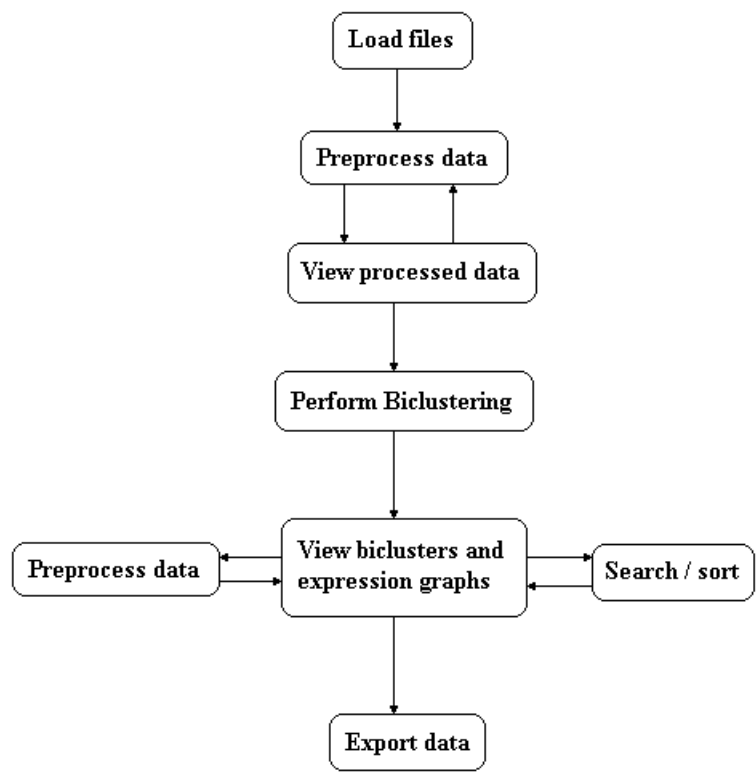 Load files
Preprocess data
View processed data
Perform Biclustering
View biclusters and
expression graphs
Preprocess data
Search / sort
Export data